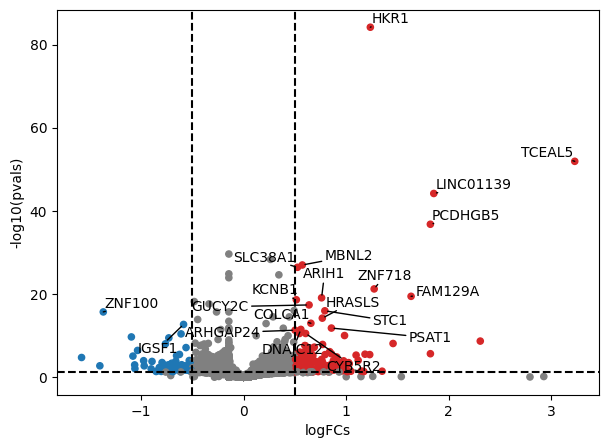 HKR1
80
TCEAL5
60
LINC01139
PCDHGB5
-log10(pvals)
40
SLC38A1
MBNL2
ARIH1
ZNF718
KCNB1
FAM129A
20
GUCY2C
HRASLS
ZNF100
COLCA1
STC1
ARHGAP24
PSAT1
IGSF1
DNAJC12
CYB5R2
0
−1 0 1 2 3
logFCs